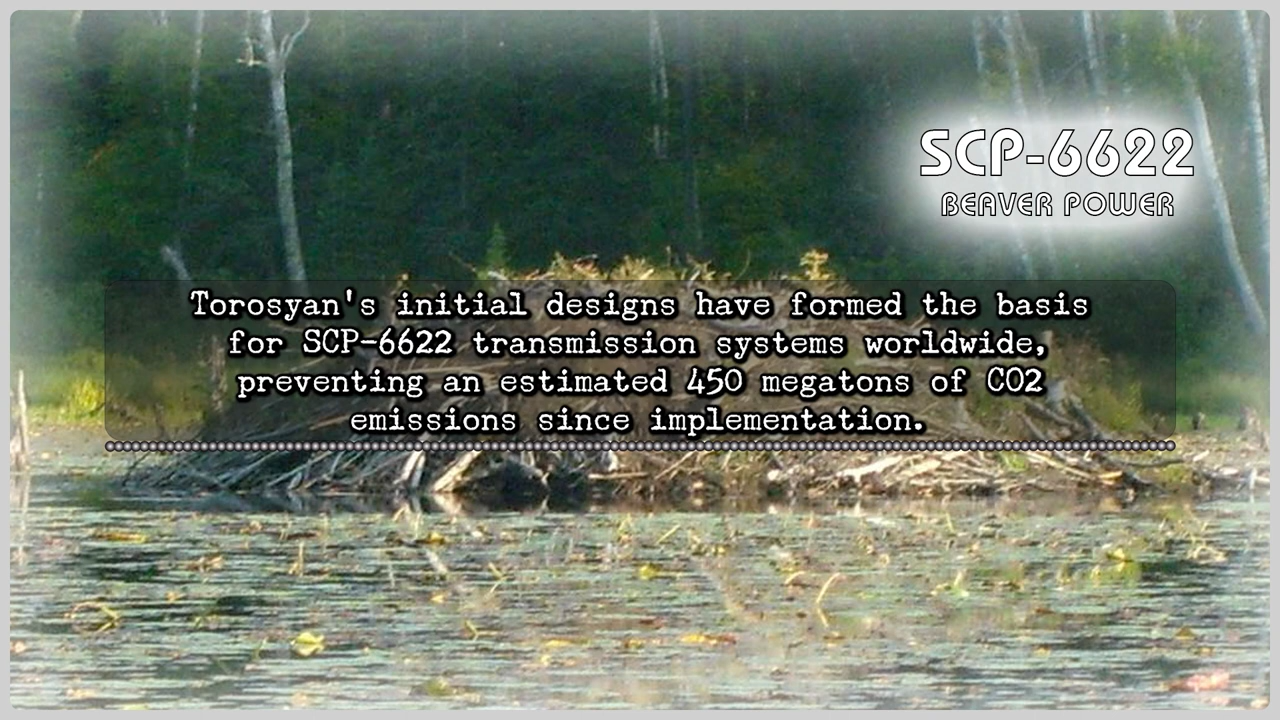 SCP-6622
BEAVER POWER
Torosyan's initial designs have formed the basis
for SCP-6622 transmission systems worldwide,
preventing an estimated 450 megatons of CO2
emissions since implementation.